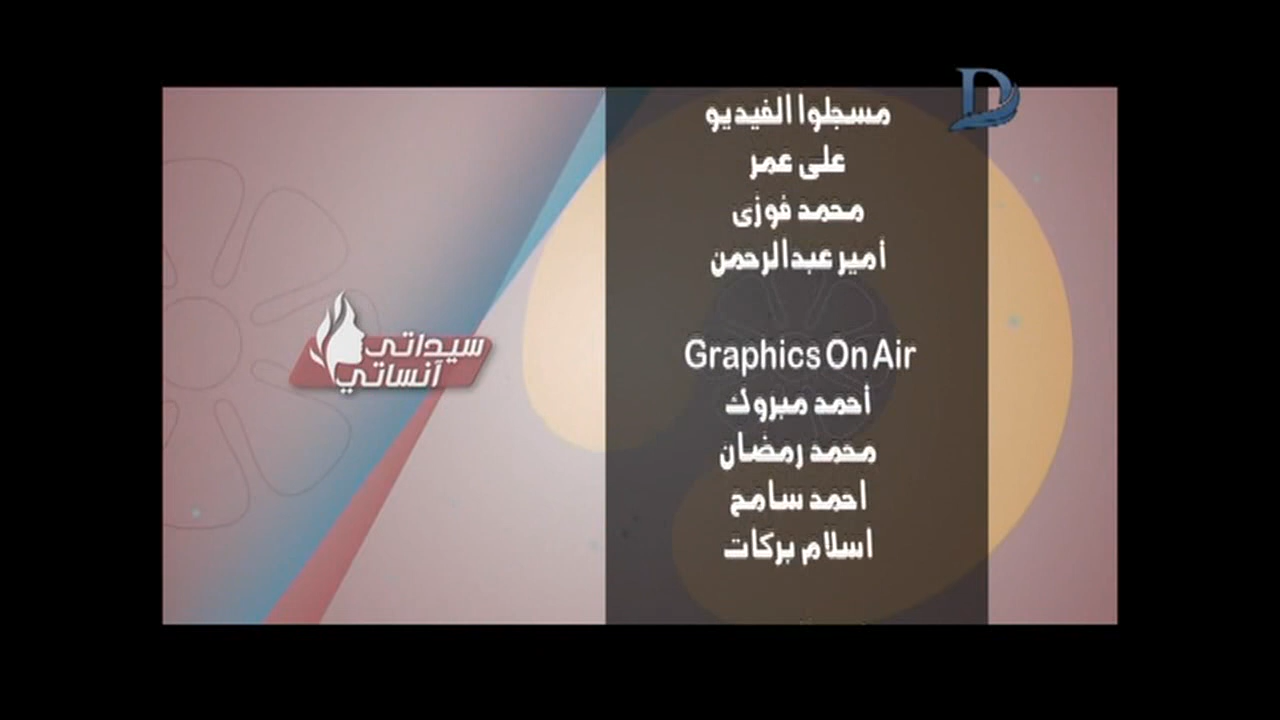 مسجلوا الفيديو
على عمر
محمد فوزى
أمير عبدالرحمن
Graphics On Air
أحمد مبروك
محمد رمضان
احمد سامح
اسلام بركات
سيداتي
آنساتي
D